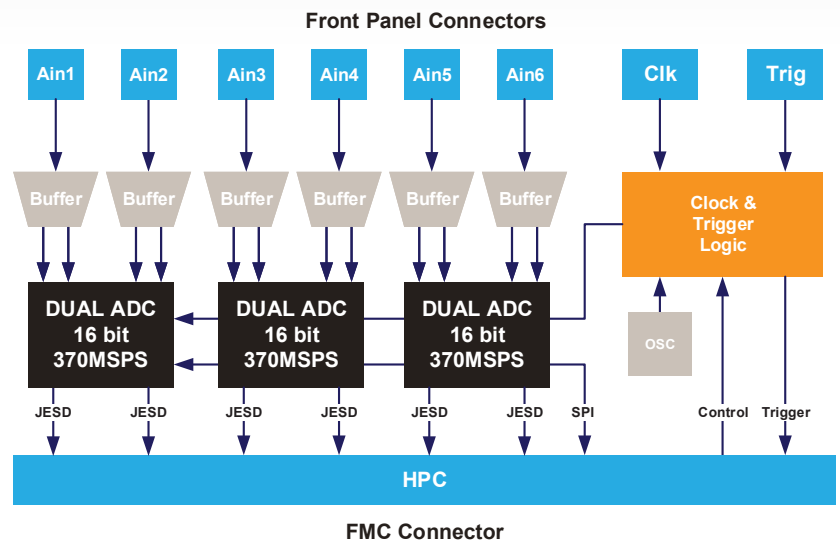 Front Panel Connectors
Ain1 Ain2 Ain3 Ain4 Ain5 Ain6 Clk Trig
Buffer Buffer Buffer Buffer Buffer Buffer
Clock &
Trigger
Logic
DUAL ADC
16 bit
370MSPS
DUAL ADC
16 bit
370MSPS
DUAL ADC
16 bit
370MSPS
OSC
JESD JESD JESD JESD JESD JESD SPI Control Trigger
HPC
FMC Connector